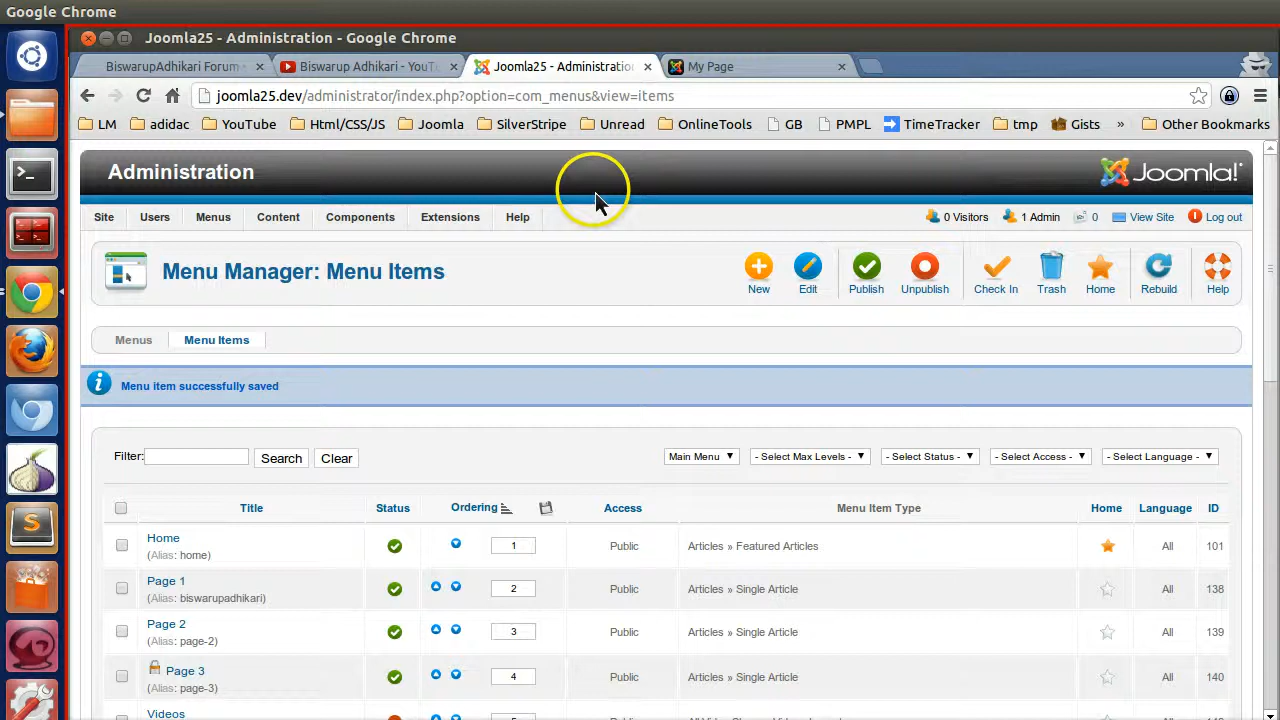 Google Chrome
Joomla25 - Administration - Google Chrome
BiswarupAdhikari Forum
Biswarup Adhikari - YouT
Joomla25 - Administration
My Page
joomla25.dev/administrator/index.php?option=com_menus&view=items
LM adidac YouTube Html/CSS/JS Joomla SilverStripe Unread OnlineTools GB PMPL TimeTracker tmp Gists » Other Bookmarks
Administration
Joomla!
Site Users Menus Content Components Extensions Help 0 Visitors 1 Admin 0 View Site Log out
Menu Manager: Menu Items
New Edit Publish Unpublish Check In Trash Home Rebuild Help
Menus Menu Items
Menu item successfully saved
Filter: Search Clear Main Menu - Select Max Levels - - Select Status - - Select Access - - Select Language -
Title Status Ordering Access Menu Item Type Home Language ID
Home
(Alias: home)
1 Public Articles » Featured Articles All 101
Page 1
(Alias: biswarupadhikari)
2 Public Articles » Single Article All 138
Page 2
(Alias: page-2)
3 Public Articles » Single Article All 139
Page 3
(Alias: page-3)
4 Public Articles » Single Article All 140
Videos